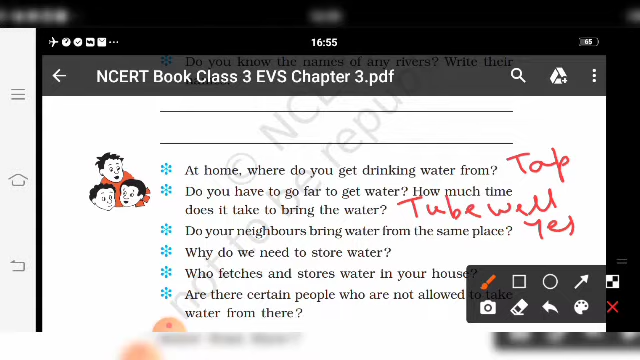 16:55
65
NCERT Book Class 3 EVS Chapter 3.pdf
Do you know the names of any rivers? Write their
At home, where do you get drinking water from? Tap
Do you have to go far to get water? How much time
does it take to bring the water? Tubewell
Do your neighbours bring water from the same place? Yes
Why do we need to store water?
Who fetches and stores water in your house?
Are there certain people who are not allowed to take
water from there?